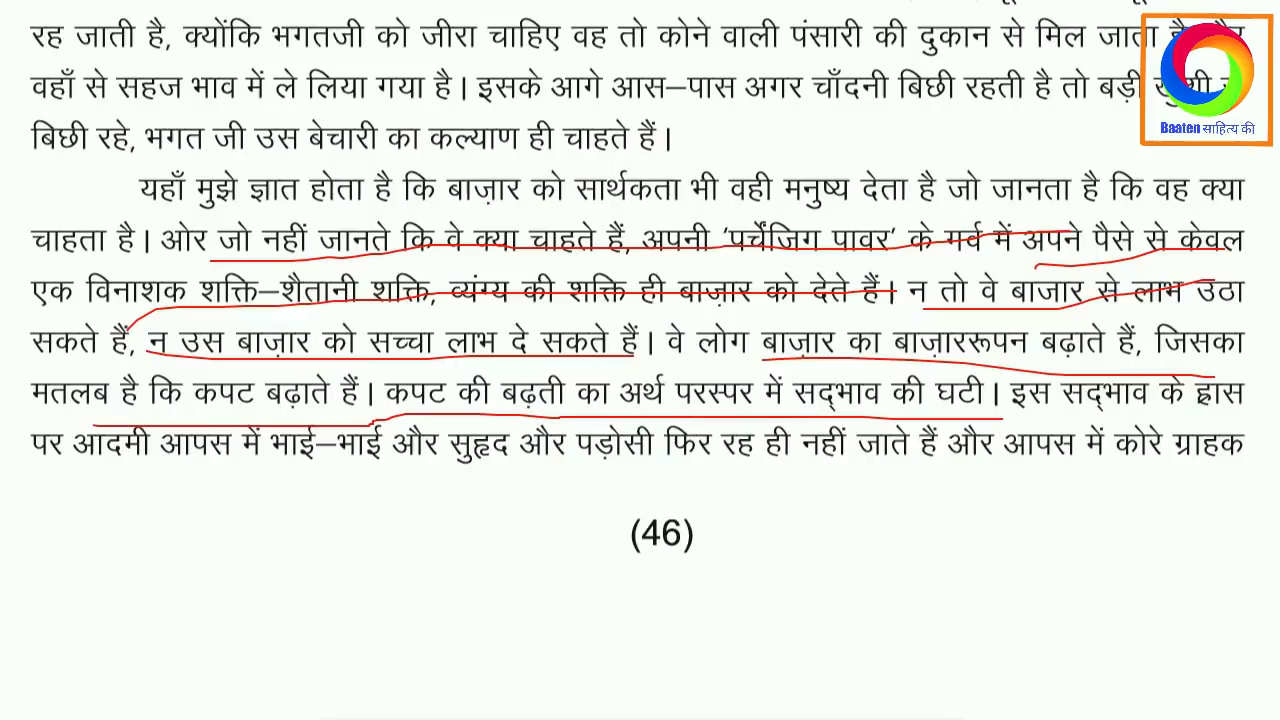 रह जाती है, क्योंकि भगतजी को जीरा चाहिए वह तो कोने वाली पंसारी की दुकान से मिल जाता है
वहाँ से सहज भाव में ले लिया गया है। इसके आगे आस–पास अगर चाँदनी बिछी रहती है तो बड़ी खुशी
बिछी रहे, भगत जी उस बेचारी का कल्याण ही चाहते हैं।
यहाँ मुझे ज्ञात होता है कि बाज़ार को सार्थकता भी वही मनुष्य देता है जो जानता है कि वह क्या
चाहता है। ओर जो नहीं जानते कि वे क्या चाहते हैं, अपनी ‘पर्चेंजिग पावर’ के गर्व में अपने पैसे से केवल
एक विनाशक शक्ति–शैतानी शक्ति, व्यंग्य की शक्ति ही बाज़ार को देते हैं। न तो वे बाजार से लाभ उठा
सकते हैं, न उस बाज़ार को सच्चा लाभ दे सकते हैं। वे लोग बाज़ार का बाज़ाररूपन बढ़ाते हैं, जिसका
मतलब है कि कपट बढ़ाते हैं। कपट की बढ़ती का अर्थ परस्पर में सद्भाव की घटी। इस सद्भाव के ह्रास
पर आदमी आपस में भाई–भाई और सुहृद और पड़ोसी फिर रह ही नहीं जाते हैं और आपस में कोरे ग्राहक
(46)
Baaten साहित्य की